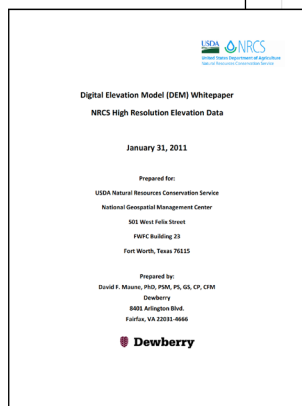 USDA NRCS
United States Department of Agriculture
Natural Resources Conservation Service
Digital Elevation Model (DEM) Whitepaper
NRCS High Resolution Elevation Data
January 31, 2011
Prepared for:
USDA Natural Resources Conservation Service
National Geospatial Management Center
501 West Felix Street
FWFC Building 23
Fort Worth, Texas 76115
Prepared by:
David F. Maune, PhD, PSM, PS, GS, CP, CFM
Dewberry
8401 Arlington Blvd.
Fairfax, VA 22031-4666
Dewberry